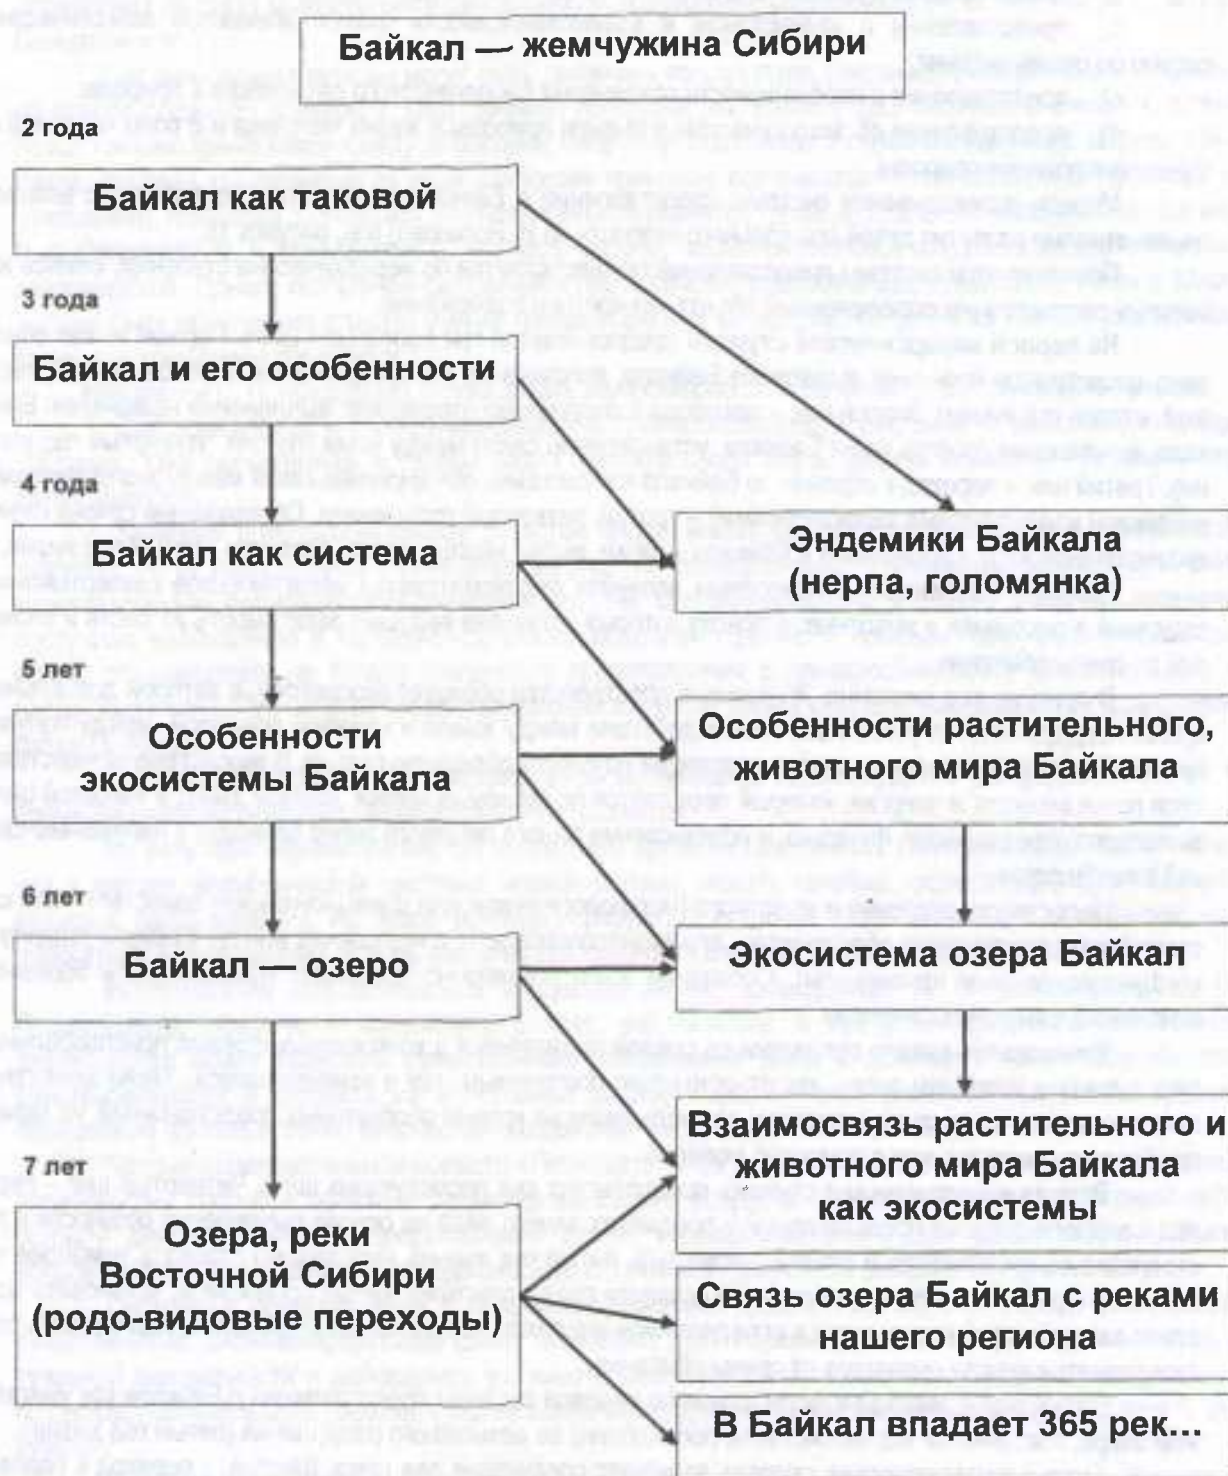 Байкал — жемчужина Сибири
2 года
Байкал как таковой
3 года
Байкал и его особенности
4 года
Байкал как система
Эндемики Байкала
(нерпа, голомянка)
5 лет
Особенности
экосистемы Байкала
Особенности растительного,
животного мира Байкала
6 лет
Байкал — озеро
Экосистема озера Байкал
7 лет
Озера, реки
Восточной Сибири
(родо-видовые переходы)
Взаимосвязь растительного и
животного мира Байкала
как экосистемы
Связь озера Байкал с реками
нашего региона
В Байкал впадает 365 рек...